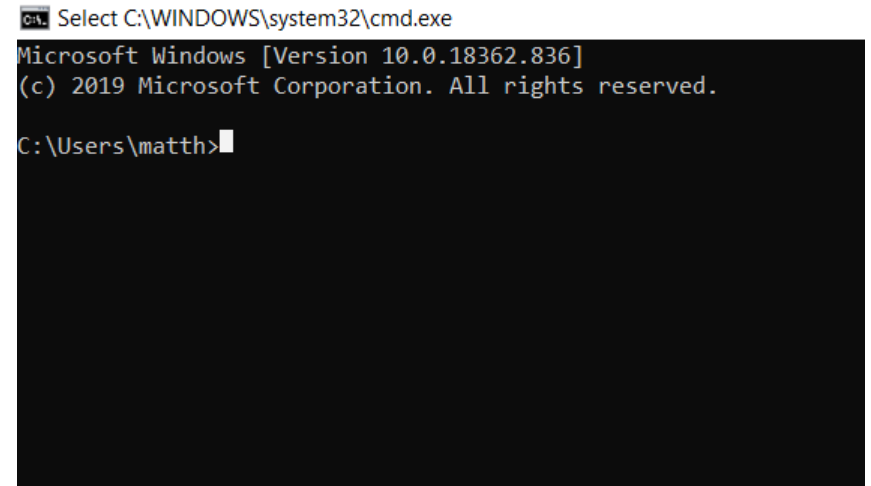 Select C:\WINDOWS\system32\cmd.exe
Microsoft Windows [Version 10.0.18362.836]
(c) 2019 Microsoft Corporation. All rights reserved.
C:\Users\matth>